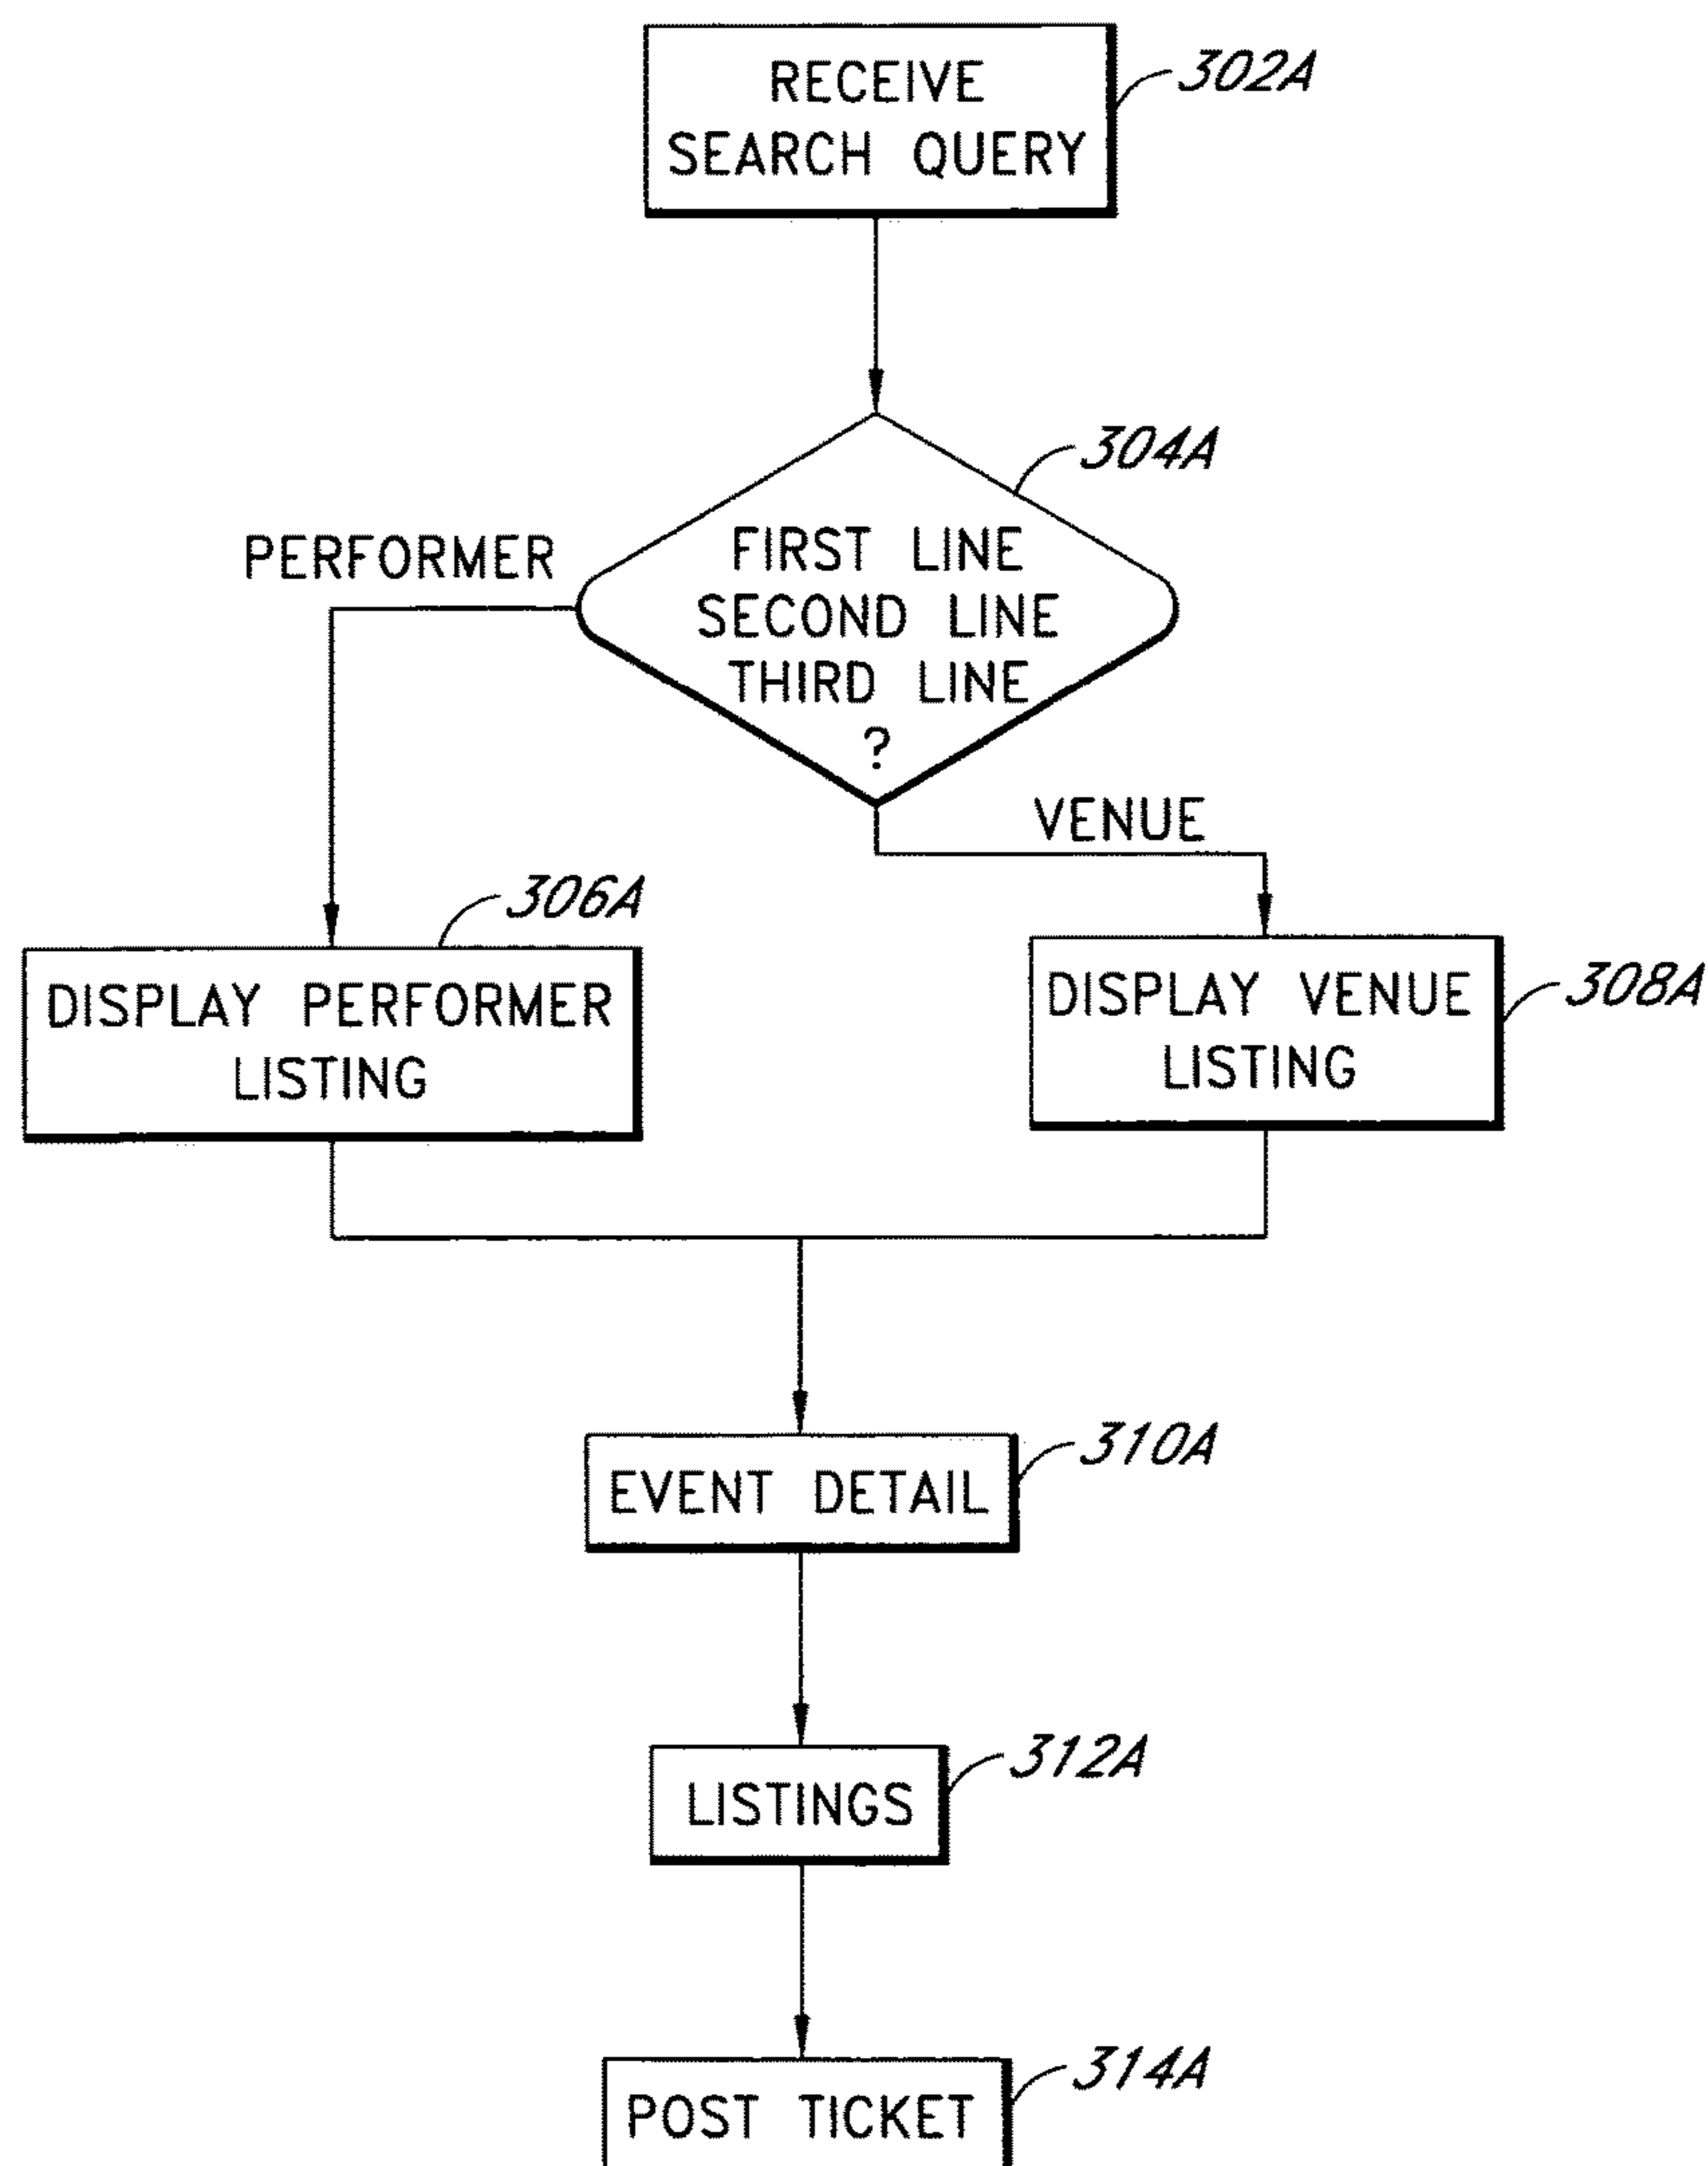 RECEIVE
SEARCH QUERY
302A
304A
PERFORMER
FIRST LINE
SECOND LINE
THIRD LINE
?
VENUE
306A
DISPLAY PERFORMER
LISTING
308A
DISPLAY VENUE
LISTING
310A
EVENT DETAIL
312A
LISTINGS
314A
POST TICKET